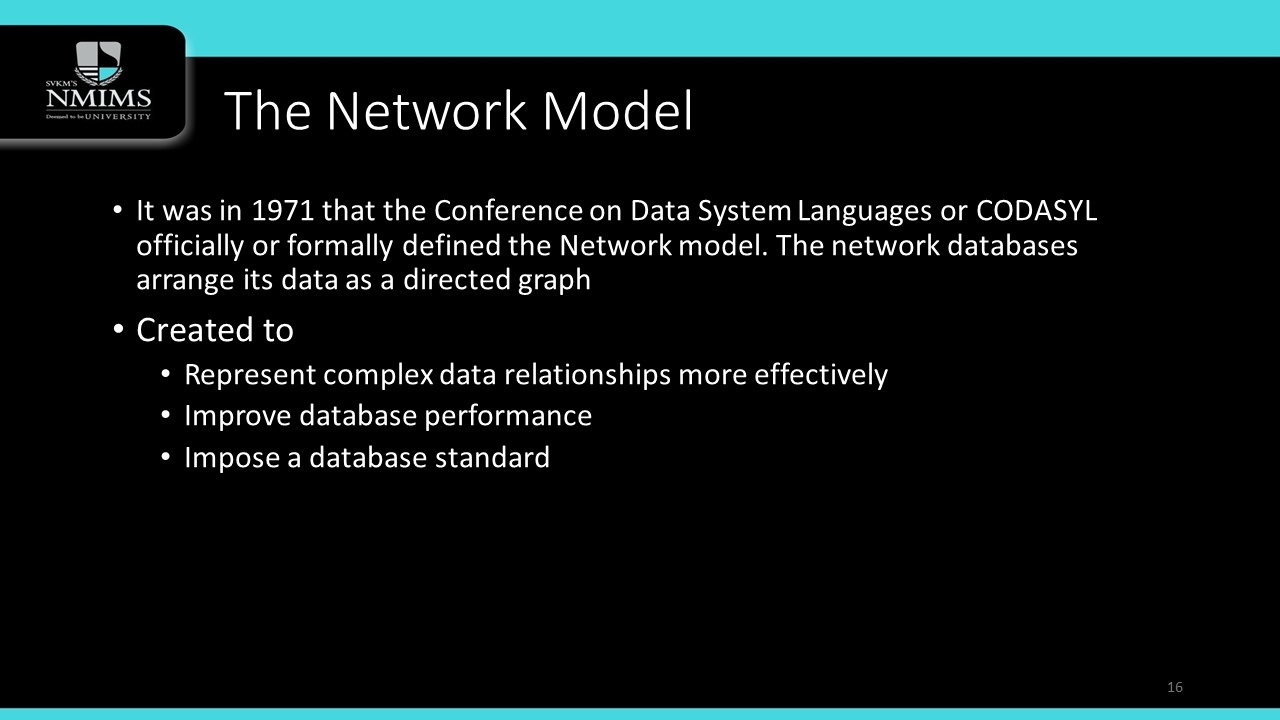 SVKM'S
NMIMS
Deemed to be UNIVERSITY
The Network Model
• It was in 1971 that the Conference on Data System Languages or CODASYL
officially or formally defined the Network model. The network databases
arrange its data as a directed graph
• Created to
• Represent complex data relationships more effectively
• Improve database performance
• Impose a database standard
16